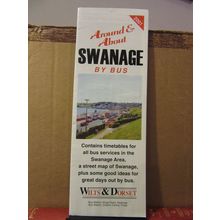 Around &
About
SWANAGE
BY BUS
Contains timetables for
all bus services in the
Swanage Area,
a street map of Swanage,
plus some good ideas for
great days out by bus.
WILTS & DORSET